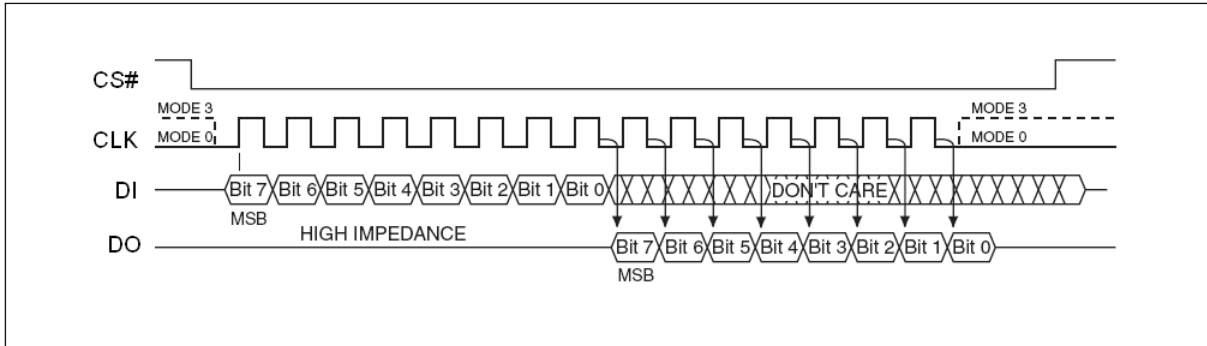 CS#
MODE 3 MODE 3
CLK MODE 0 MODE 0
DI Bit 7 Bit 6 Bit 5 Bit 4 Bit 3 Bit 2 Bit 1 Bit 0 DON'T CARE
MSB
DO HIGH IMPEDANCE Bit 7 Bit 6 Bit 5 Bit 4 Bit 3 Bit 2 Bit 1 Bit 0
MSB